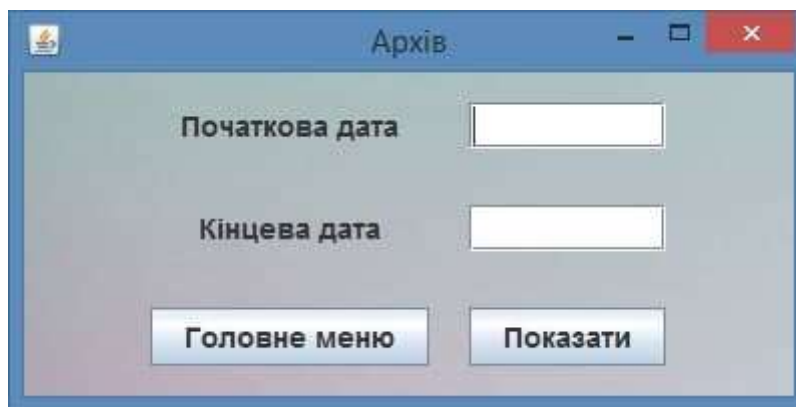 Архів
Початкова дата
Кінцева дата
Головне меню Показати